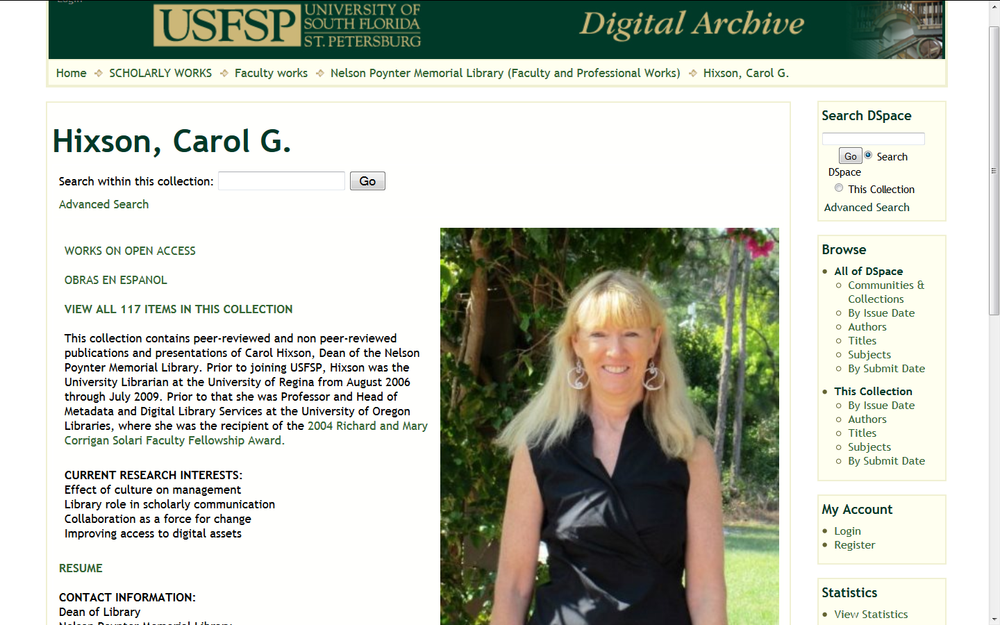 Login
USFSP UNIVERSITY OF
SOUTH FLORIDA
ST. PETERSBURG
Digital Archive
Home SCHOLARLY WORKS Faculty works Nelson Poynter Memorial Library (Faculty and Professional Works) Hixson, Carol G.
Hixson, Carol G.
Search within this collection: Go
Advanced Search
WORKS ON OPEN ACCESS
OBRAS EN ESPANOL
VIEW ALL 117 ITEMS IN THIS COLLECTION
This collection contains peer-reviewed and non peer-reviewed
publications and presentations of Carol Hixson, Dean of the Nelson
Poynter Memorial Library. Prior to joining USFSP, Hixson was the
University Librarian at the University of Regina from August 2006
through July 2009. Prior to that she was Professor and Head of
Metadata and Digital Library Services at the University of Oregon
Libraries, where she was the recipient of the 2004 Richard and Mary
Corrigan Solari Faculty Fellowship Award.
CURRENT RESEARCH INTERESTS:
Effect of culture on management
Library role in scholarly communication
Collaboration as a force for change
Improving access to digital assets
RESUME
CONTACT INFORMATION:
Dean of Library
Nelson Poynter Memorial Library
Search DSpace
Go Search
DSpace
This Collection
Advanced Search
Browse
All of DSpace
Communities &
Collections
By Issue Date
Authors
Titles
Subjects
By Submit Date
This Collection
By Issue Date
Authors
Titles
Subjects
By Submit Date
My Account
Login
Register
Statistics
View Statistics